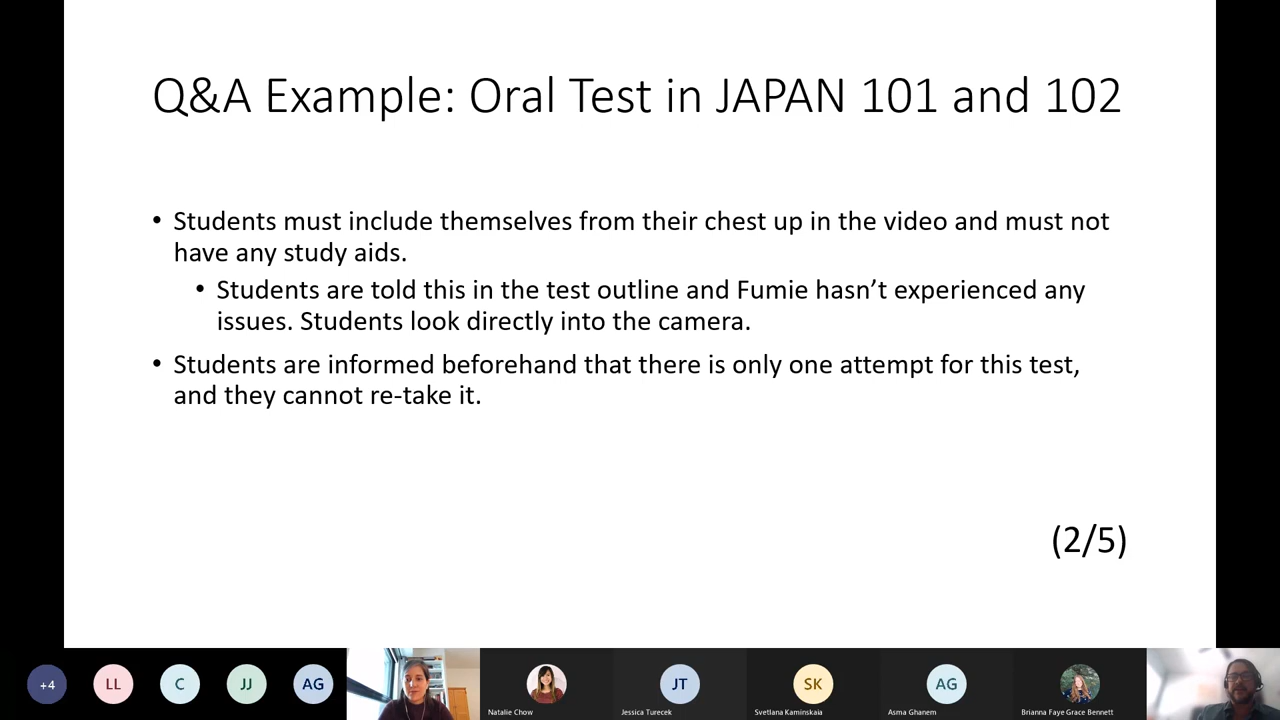 Q&A Example: Oral Test in JAPAN 101 and 102
• Students must include themselves from their chest up in the video and must not
have any study aids.
• Students are told this in the test outline and Fumie hasn’t experienced any
issues. Students look directly into the camera.
• Students are informed beforehand that there is only one attempt for this test,
and they cannot re-take it.
(2/5)
+4
LL
C
JJ
AG
JT
SK
AG
Natalie Chow
Jessica Turecek
Svetlana Kaminskaia
Asma Ghanem
Brianna Faye Grace Bennett